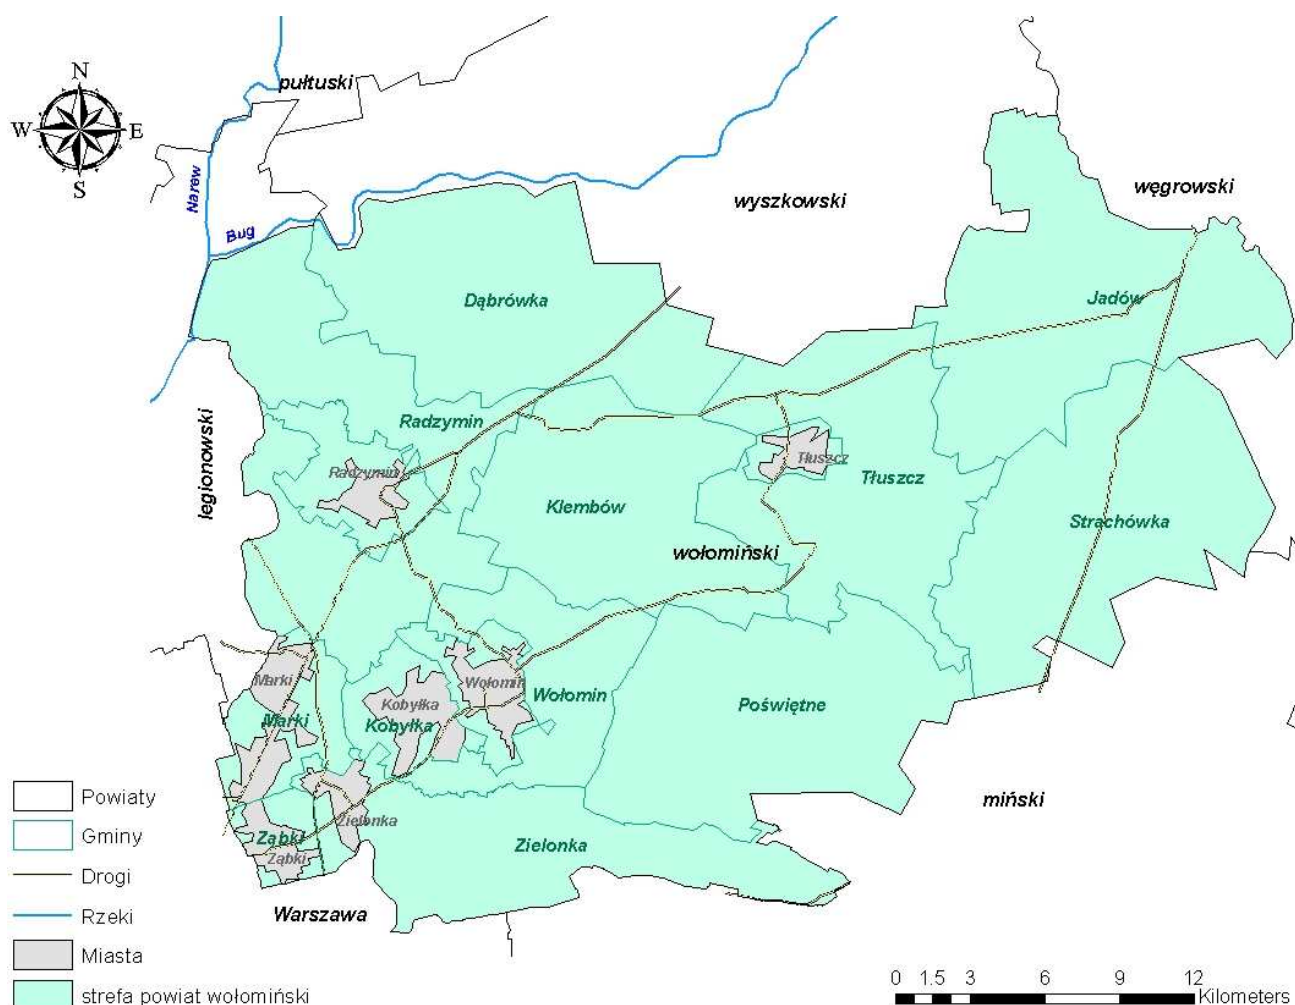 pułtuski
N
W
E
S
Narew
Bug
wyszkowski
węgrowski
Dąbrówka
Jadów
legionowski
Radzymin
Radzymin
Tłuszcz
Tłuszcz
Klembów
Strachówka
wołomiński
Marki
Marki
Kobyłka
Kobyłka
Wołomin
Wołomin
Poświętne
miński
Zielonka
Ząbki
Ząbki
Zielonka
Warszawa
Powiaty
Gminy
Drogi
Rzeki
Miasta
strefa powiat wołomiński
0 1.5 3 6 9 12
Kilometers